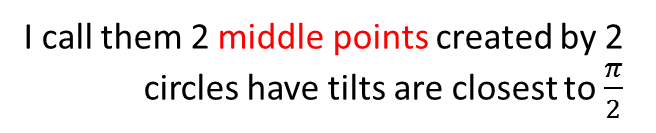 I call them 2 middle points created by 2
circles have tilts are closest to π/2